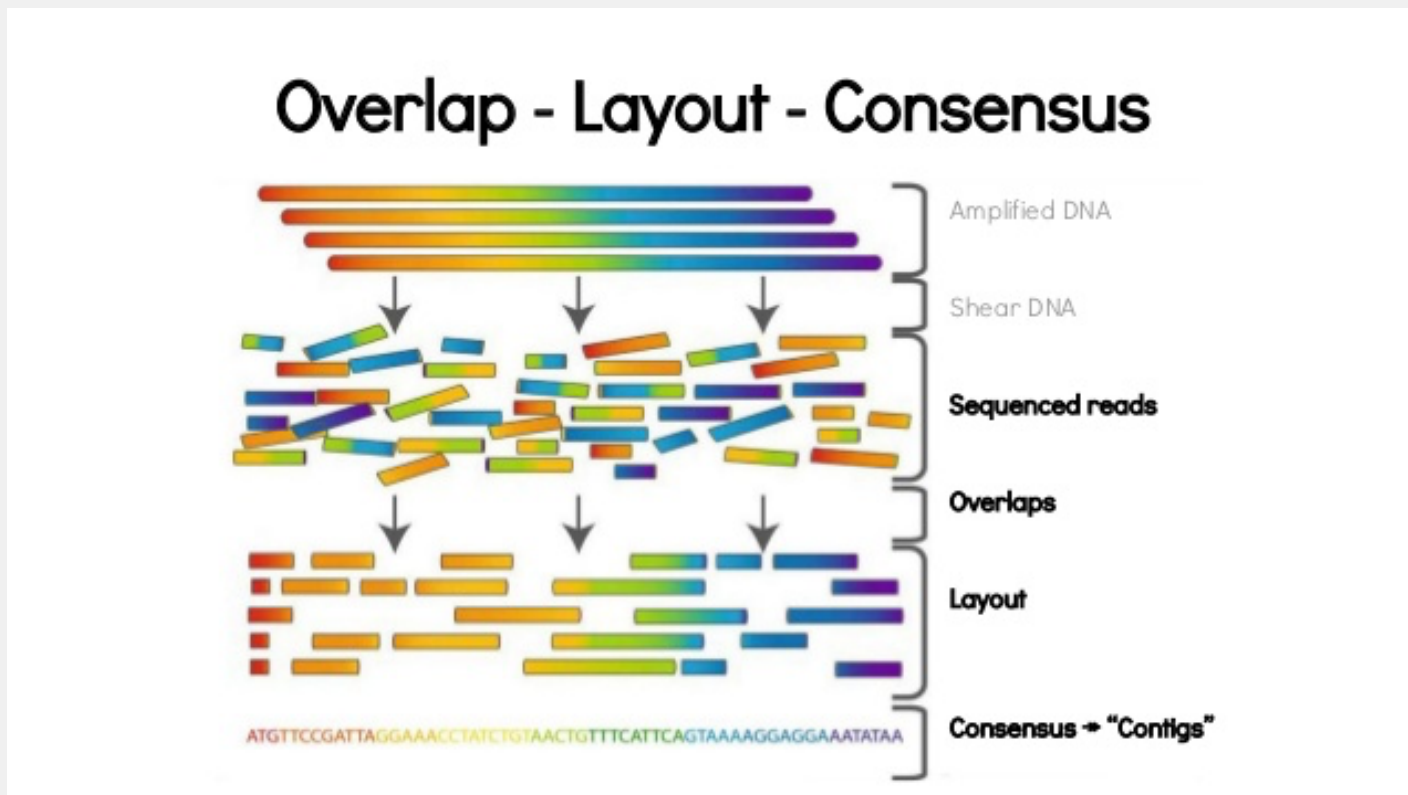 Overlap - Layout - Consensus
Amplified DNA
Shear DNA
Sequenced reads
Overlaps
Layout
Consensus → “Contigs”
ATGTTCCGATTAGGAAACCTATCTGTAACTGTTTCATTCAGTAAAAGGAGGAAATATAA